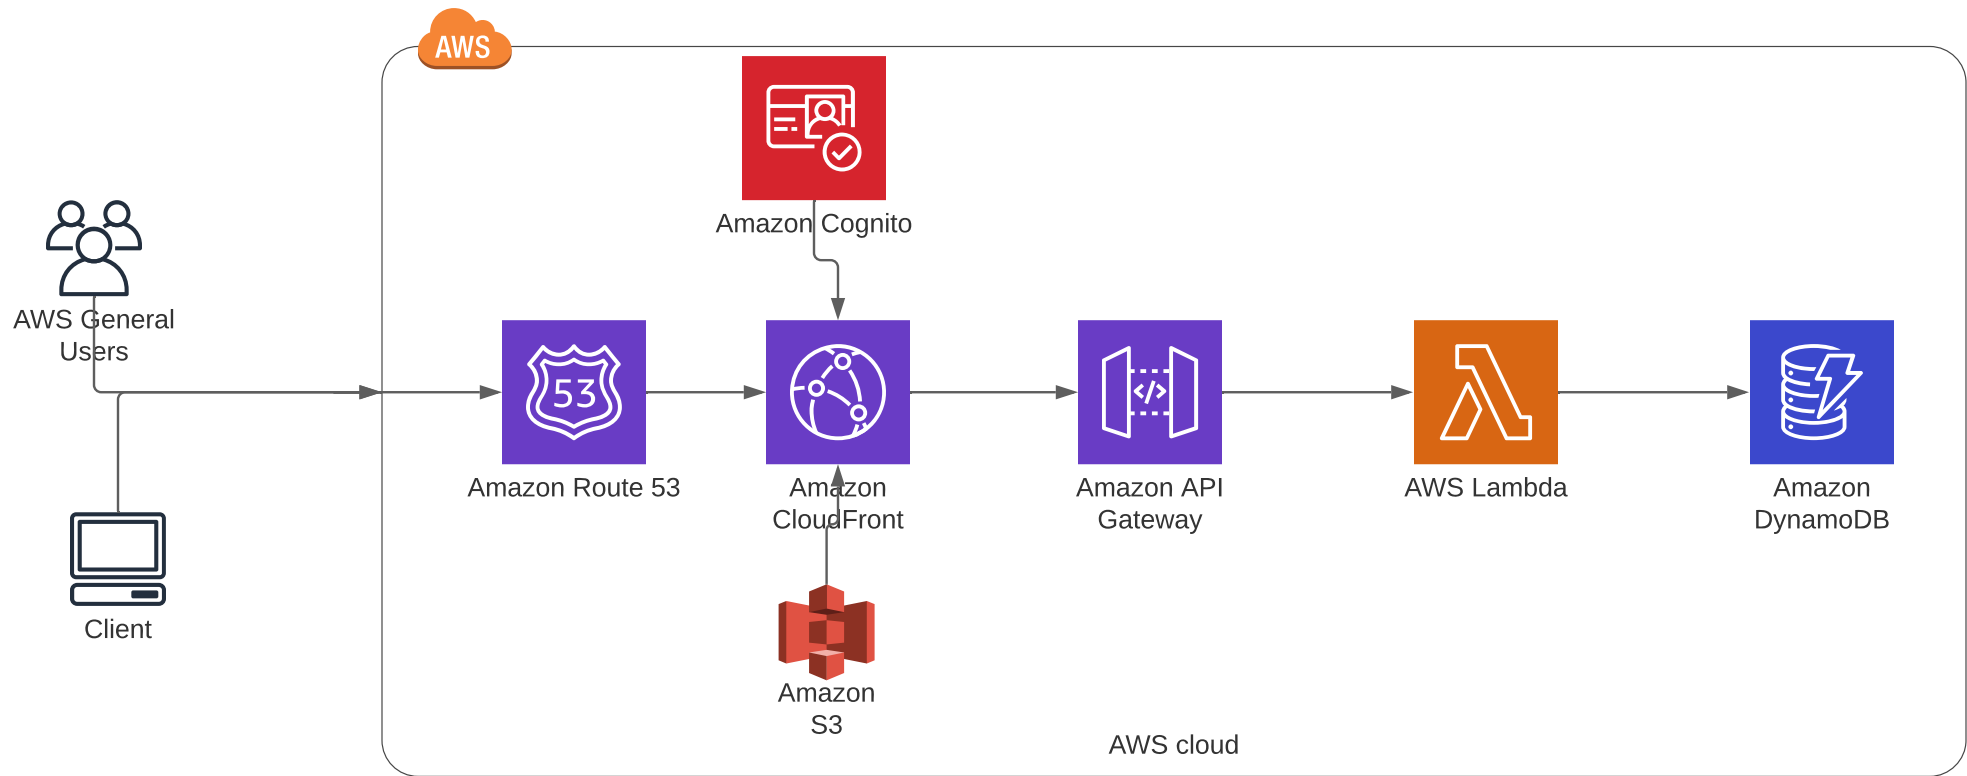 AWS
Amazon Cognito
AWS General
Users
53
Amazon Route 53
Amazon
CloudFront
Amazon API
Gateway
AWS Lambda
Amazon
DynamoDB
Client
Amazon
S3
AWS cloud